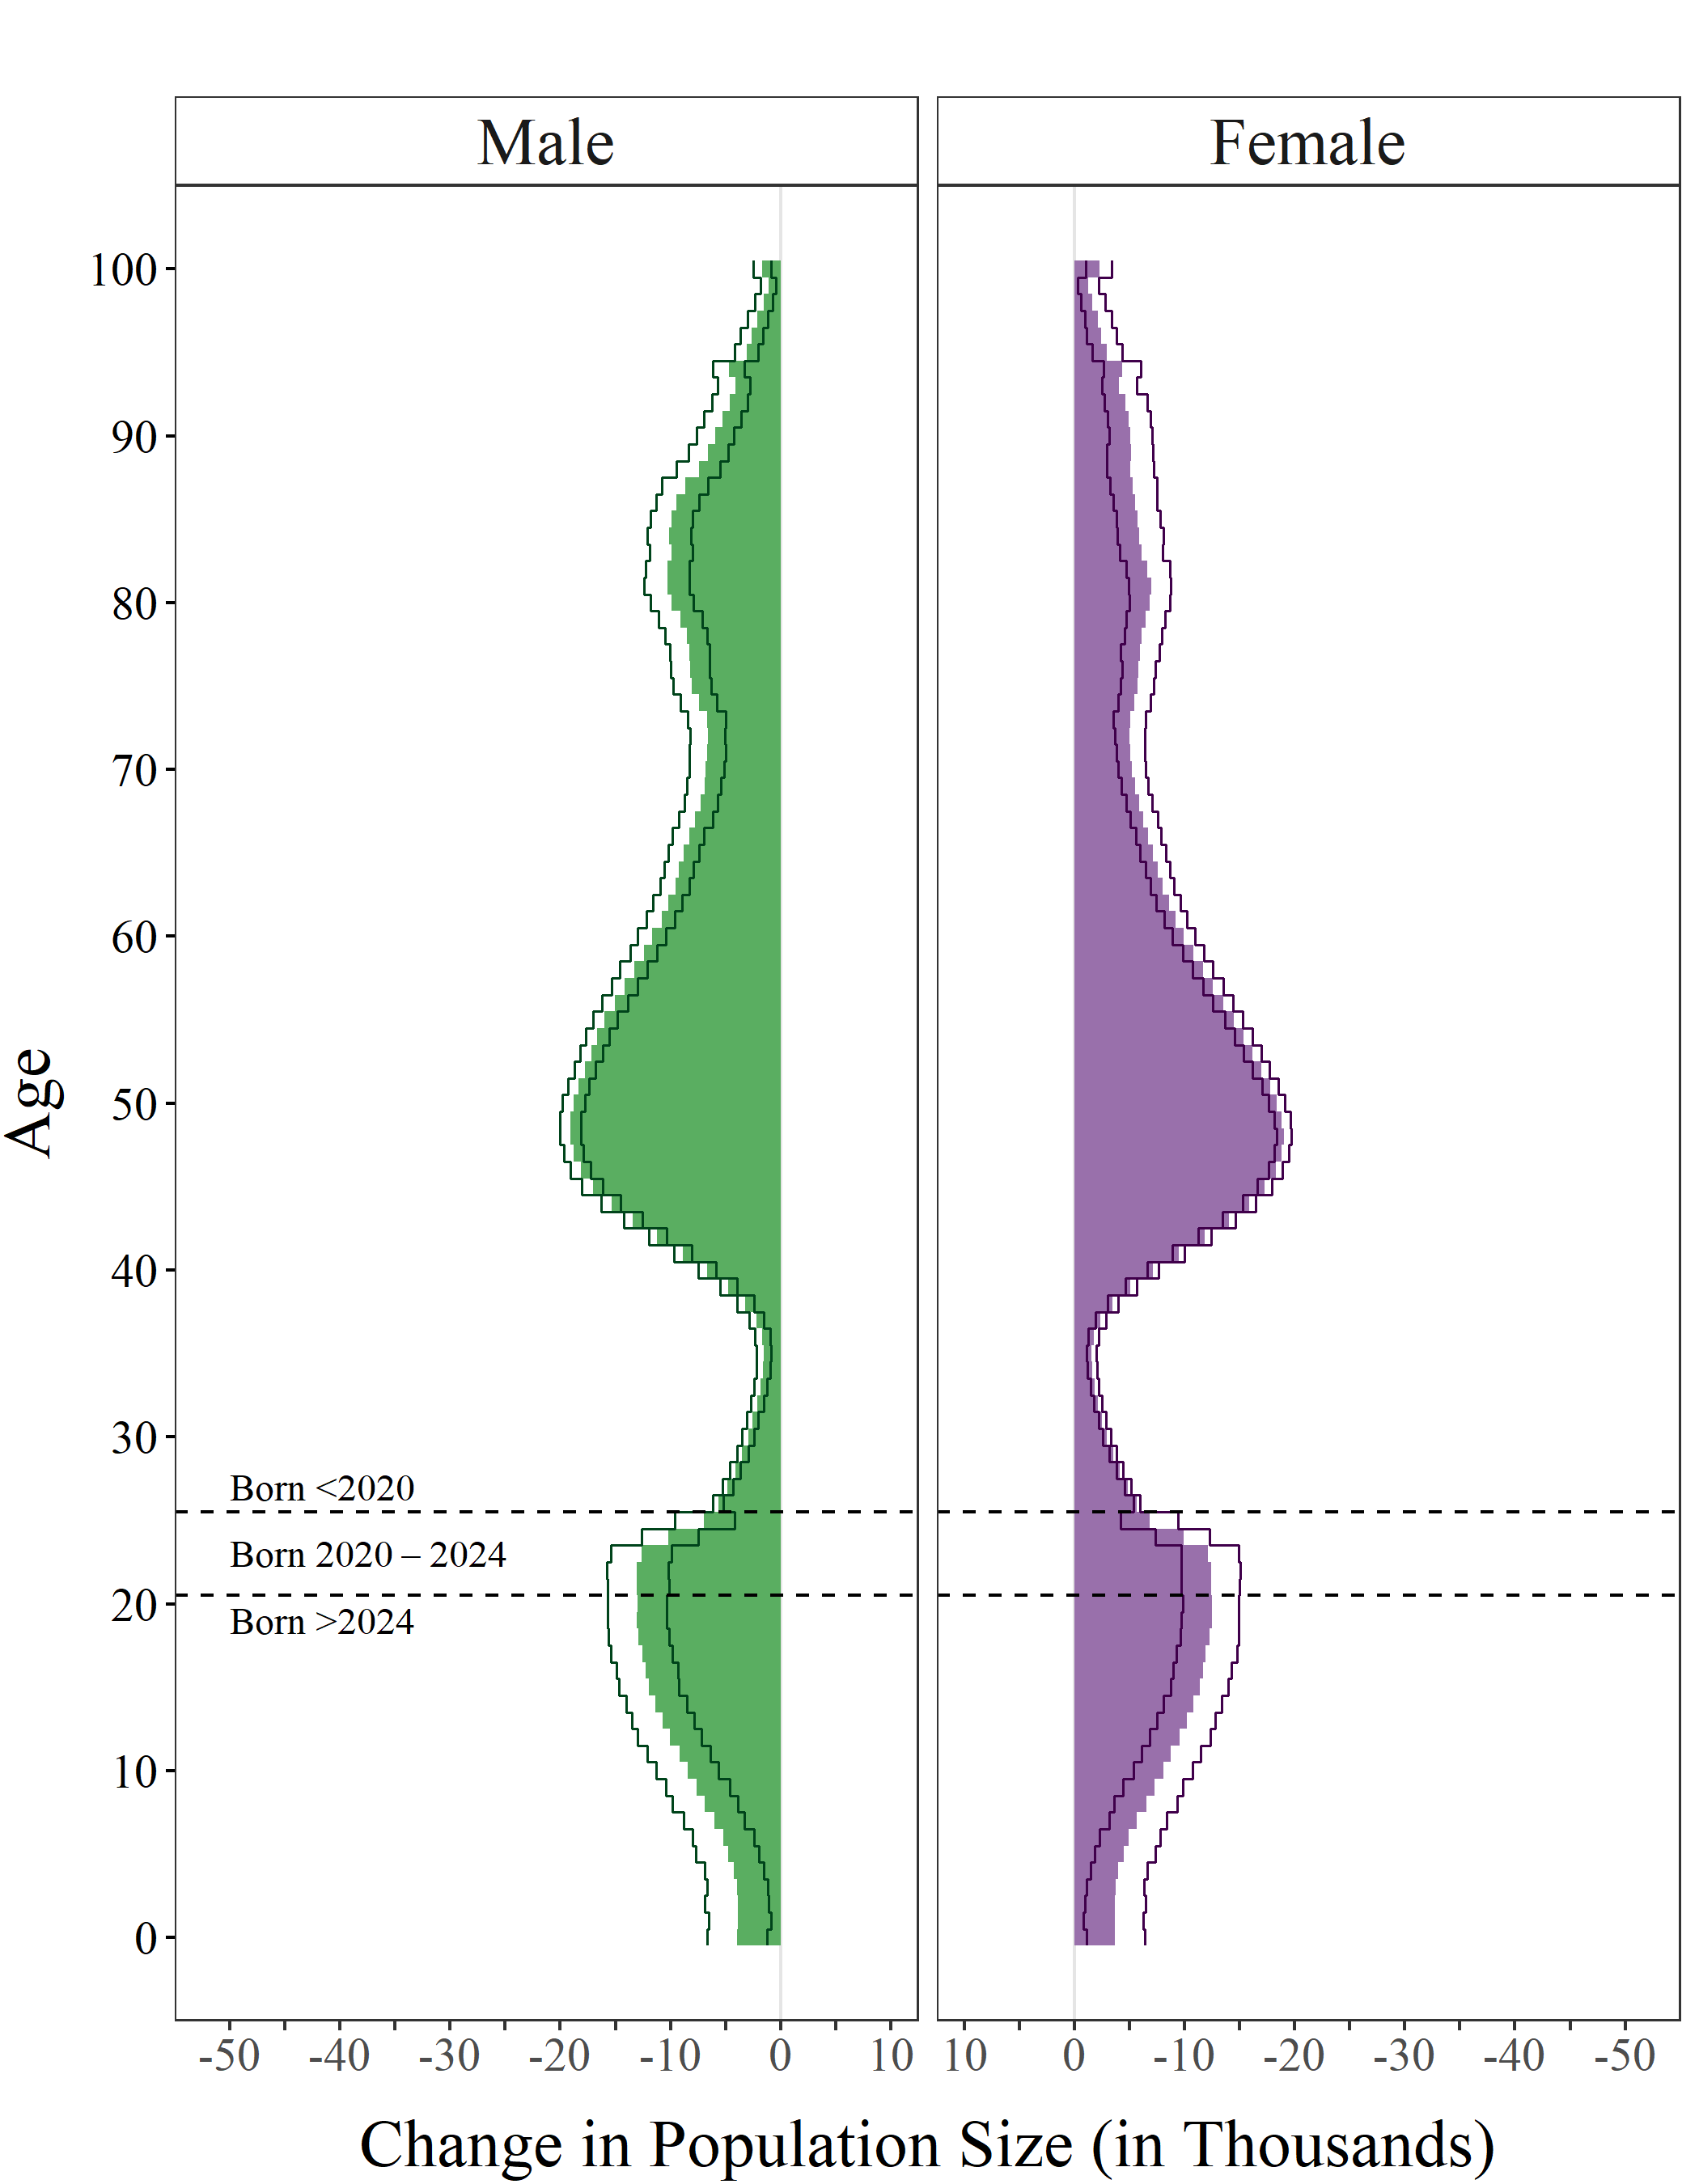 Male
Female
100
90
80
70
60
50
40
30
20
10
0
Age
Born <2020
Born 2020 – 2024
Born >2024
-50 -40 -30 -20 -10 0 10
10 0 -10 -20 -30 -40 -50
Change in Population Size (in Thousands)